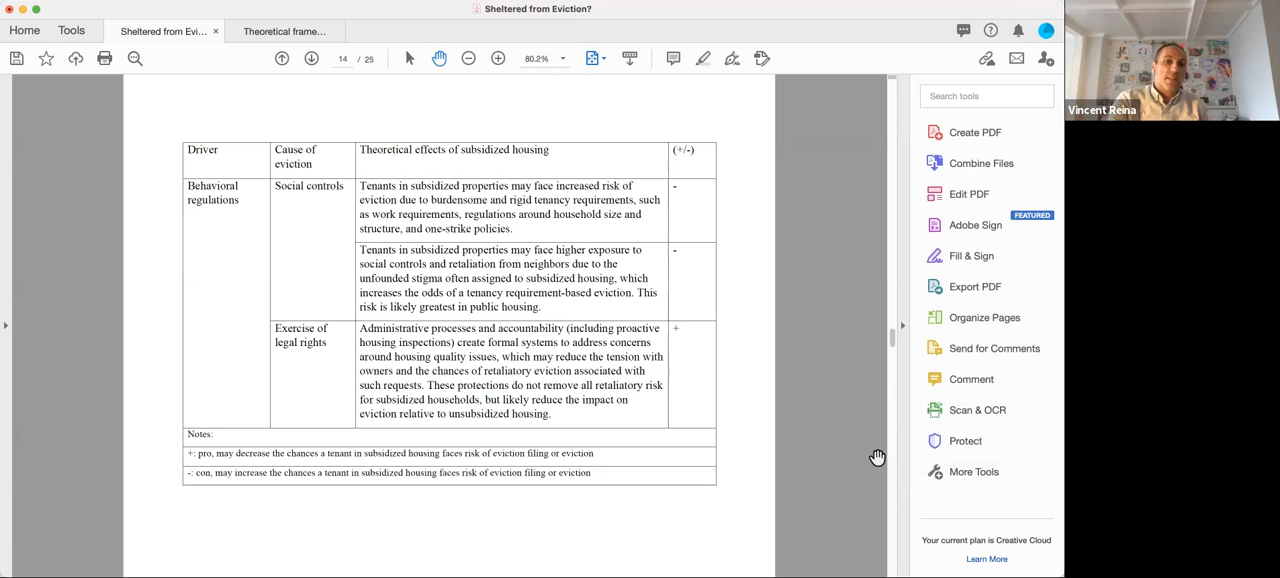 Sheltered from Eviction?
Home Tools Sheltered from Evi... × Theoretical frame...
14 / 25 80.2%
Vincent Reina
Driver
Cause of
eviction
Theoretical effects of subsidized housing
(+/-)
Behavioral
regulations
Social controls
Tenants in subsidized properties may face increased risk of
eviction due to burdensome and rigid tenancy requirements, such
as work requirements, regulations around household size and
structure, and one-strike policies.
-
Tenants in subsidized properties may face higher exposure to
social controls and retaliation from neighbors due to the
unfounded stigma often assigned to subsidized housing, which
increases the odds of a tenancy requirement-based eviction. This
risk is likely greatest in public housing.
-
Exercise of
legal rights
Administrative processes and accountability (including proactive
housing inspections) create formal systems to address concerns
around housing quality issues, which may reduce the tension with
owners and the chances of retaliatory eviction associated with
such requests. These protections do not remove all retaliatory risk
for subsidized households, but likely reduce the impact on
eviction relative to unsubsidized housing.
+
Notes:
+: pro, may decrease the chances a tenant in subsidized housing faces risk of eviction filing or eviction
-: con, may increase the chances a tenant in subsidized housing faces risk of eviction filing or eviction
Search tools
Create PDF
Combine Files
Edit PDF
FEATURED
Adobe Sign
Fill & Sign
Export PDF
Organize Pages
Send for Comments
Comment
Scan & OCR
Protect
More Tools
Your current plan is Creative Cloud
Learn More